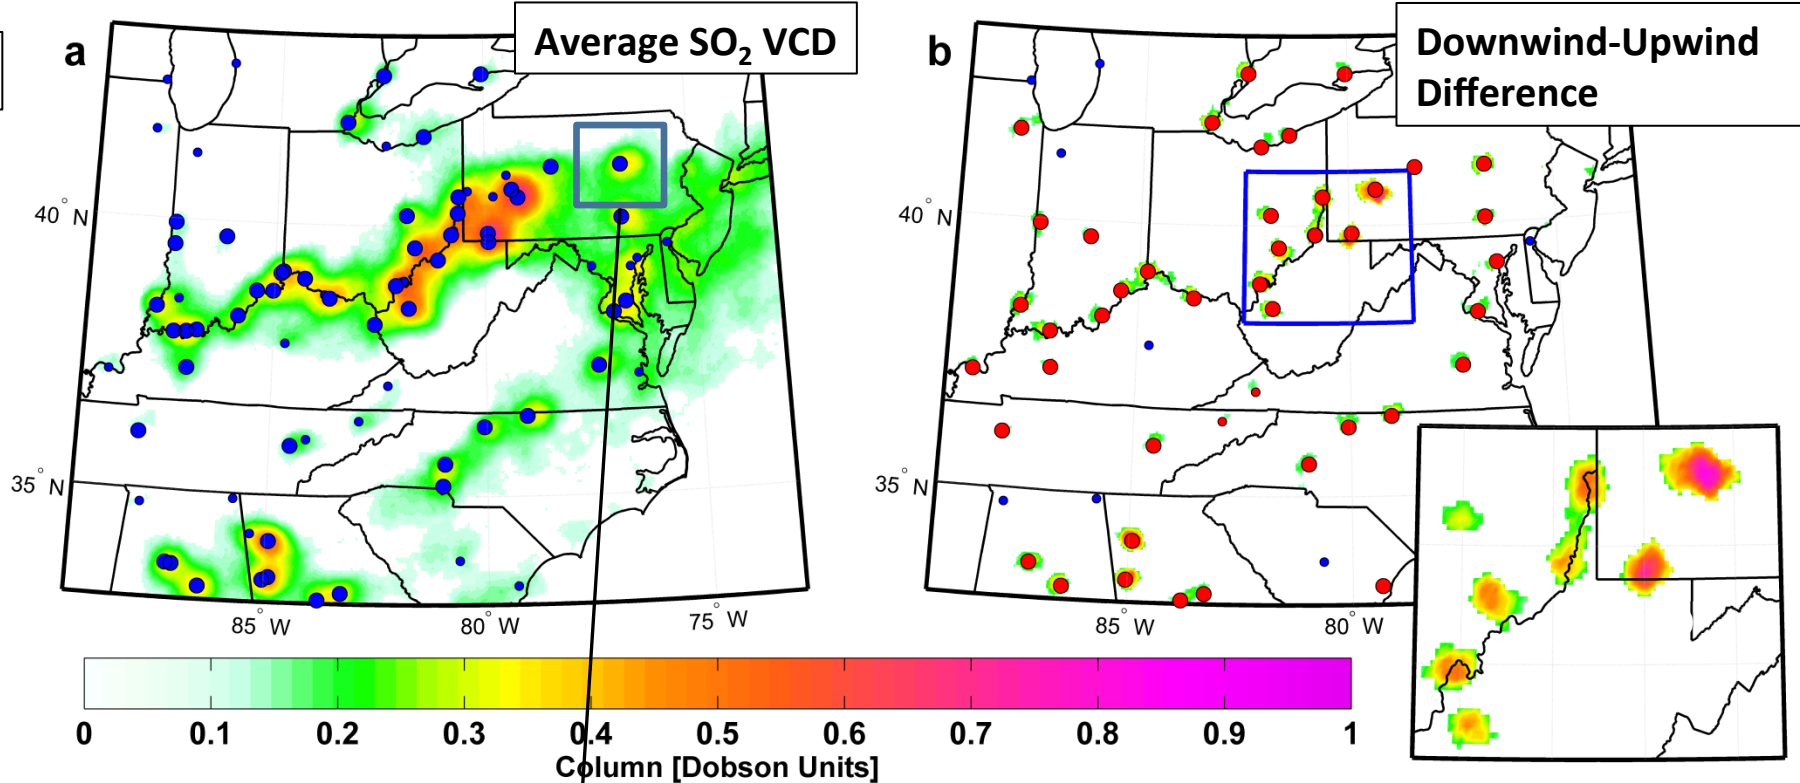 a
Average SO₂ VCD
b
Downwind-Upwind
Difference
40° N
35° N
85° W
80° W
75° W
40° N
35° N
85° W
80° W
0 0.1 0.2 0.3 0.4 0.5 0.6 0.7 0.8 0.9 1
Column [Dobson Units]